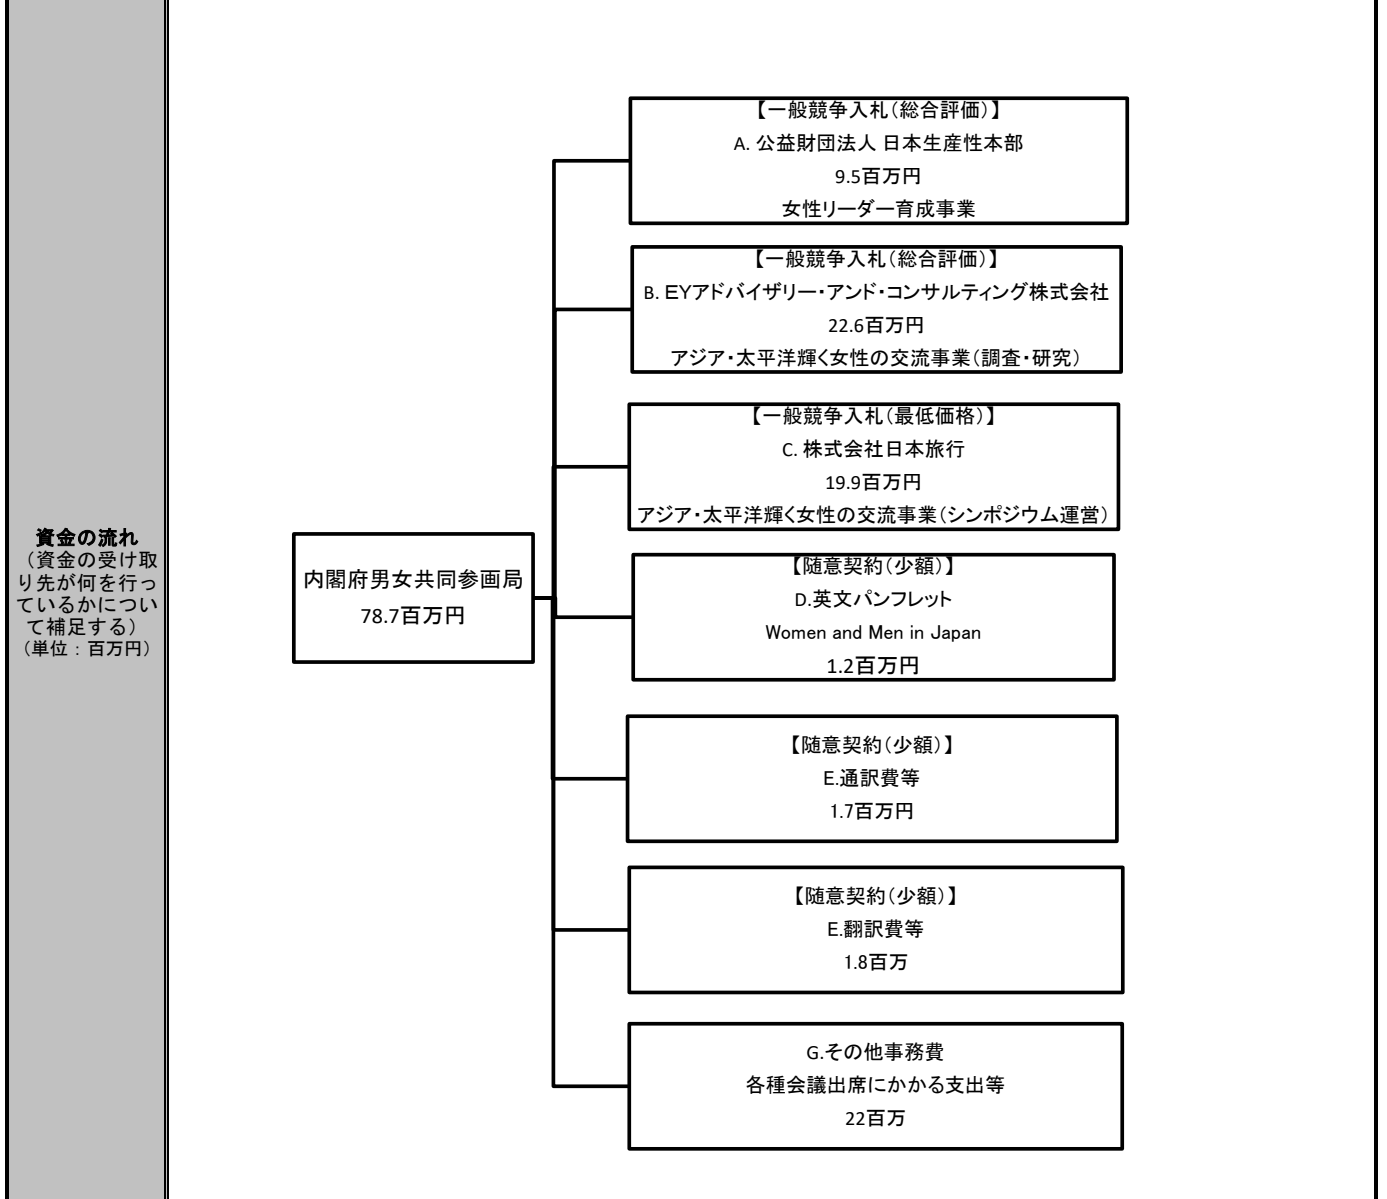 資金の流れ
（資金の受け取
り先が何を行っ
ているかについ
て補足する）
（単位：百万円）
内閣府男女共同参画局
78.7百万円
【一般競争入札（総合評価）】
A. 公益財団法人 日本生産性本部
9.5百万円
女性リーダー育成事業
【一般競争入札（総合評価）】
B. EYアドバイザリー・アンド・コンサルティング株式会社
22.6百万円
アジア・太平洋輝く女性の交流事業（調査・研究）
【一般競争入札（最低価格）】
C. 株式会社日本旅行
19.9百万円
アジア・太平洋輝く女性の交流事業（シンポジウム運営）
【随意契約（少額）】
D.英文パンフレット
Women and Men in Japan
1.2百万円
【随意契約（少額）】
E.通訳費等
1.7百万円
【随意契約（少額）】
E.翻訳費等
1.8百万
G.その他事務費
各種会議出席にかかる支出等
22百万